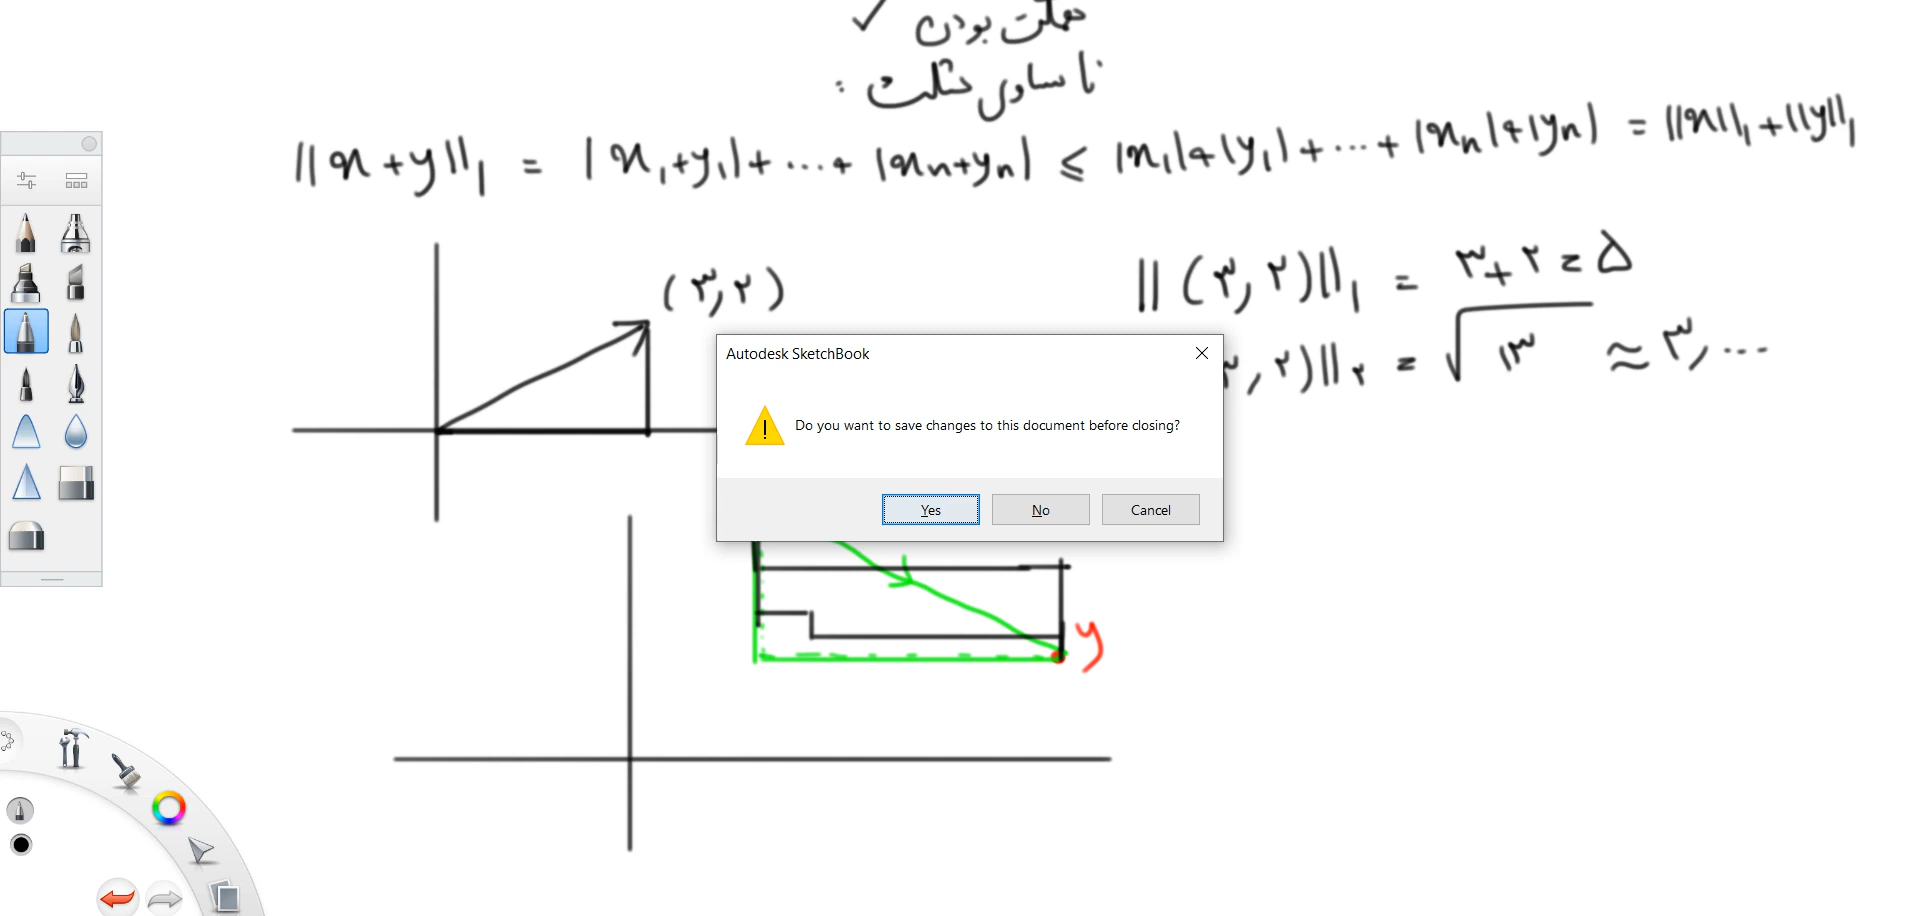 مثبت بودن ✓
نامساوی مثلث :
||x+y||₁ = |x₁+y₁|+...+|xₙ+yₙ| ≤ |x₁|+|y₁|+...+|xₙ|+|yₙ| = ||x||₁+||y||₁
(۳,۲)
||(۳,۲)||₁ = ۳+۲=۵
۳,۲)||₂ = √۱۳ ≈ ۳,...
Autodesk SketchBook
Do you want to save changes to this document before closing?
Yes No Cancel
y